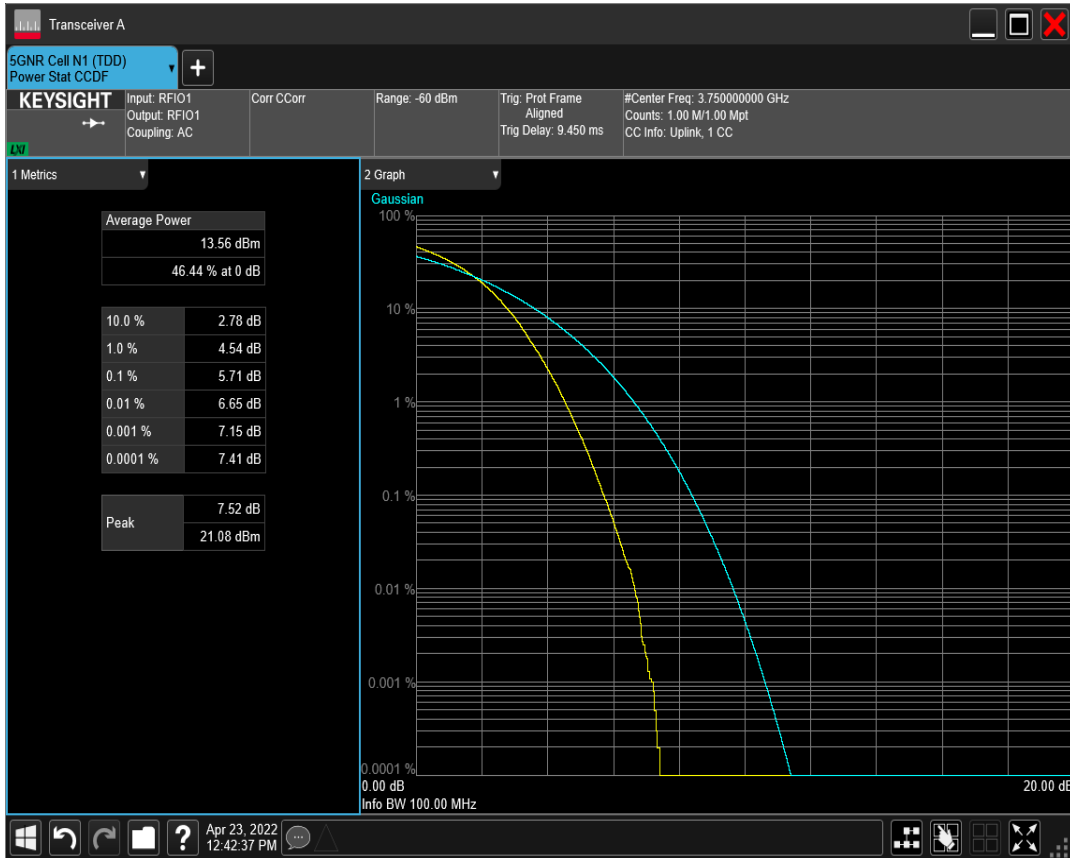 Transceiver A
5GNR Cell N1 (TDD)
Power Stat CCDF
+
KEYSIGHT
LXI
Input: RFIO1
Output: RFIO1
Coupling: AC
Corr CCorr
Range: -60 dBm
Trig: Prot Frame
Aligned
Trig Delay: 9.450 ms
#Center Freq: 3.750000000 GHz
Counts: 1.00 M/1.00 Mpt
CC Info: Uplink, 1 CC
1 Metrics
Average Power
13.56 dBm
46.44 % at 0 dB
10.0 % 2.78 dB
1.0 % 4.54 dB
0.1 % 5.71 dB
0.01 % 6.65 dB
0.001 % 7.15 dB
0.0001 % 7.41 dB
Peak 7.52 dB
21.08 dBm
2 Graph
Gaussian
100 %
10 %
1 %
0.1 %
0.01 %
0.001 %
0.0001 %
0.00 dB 20.00 dB
Info BW 100.00 MHz
?
Apr 23, 2022
12:42:37 PM